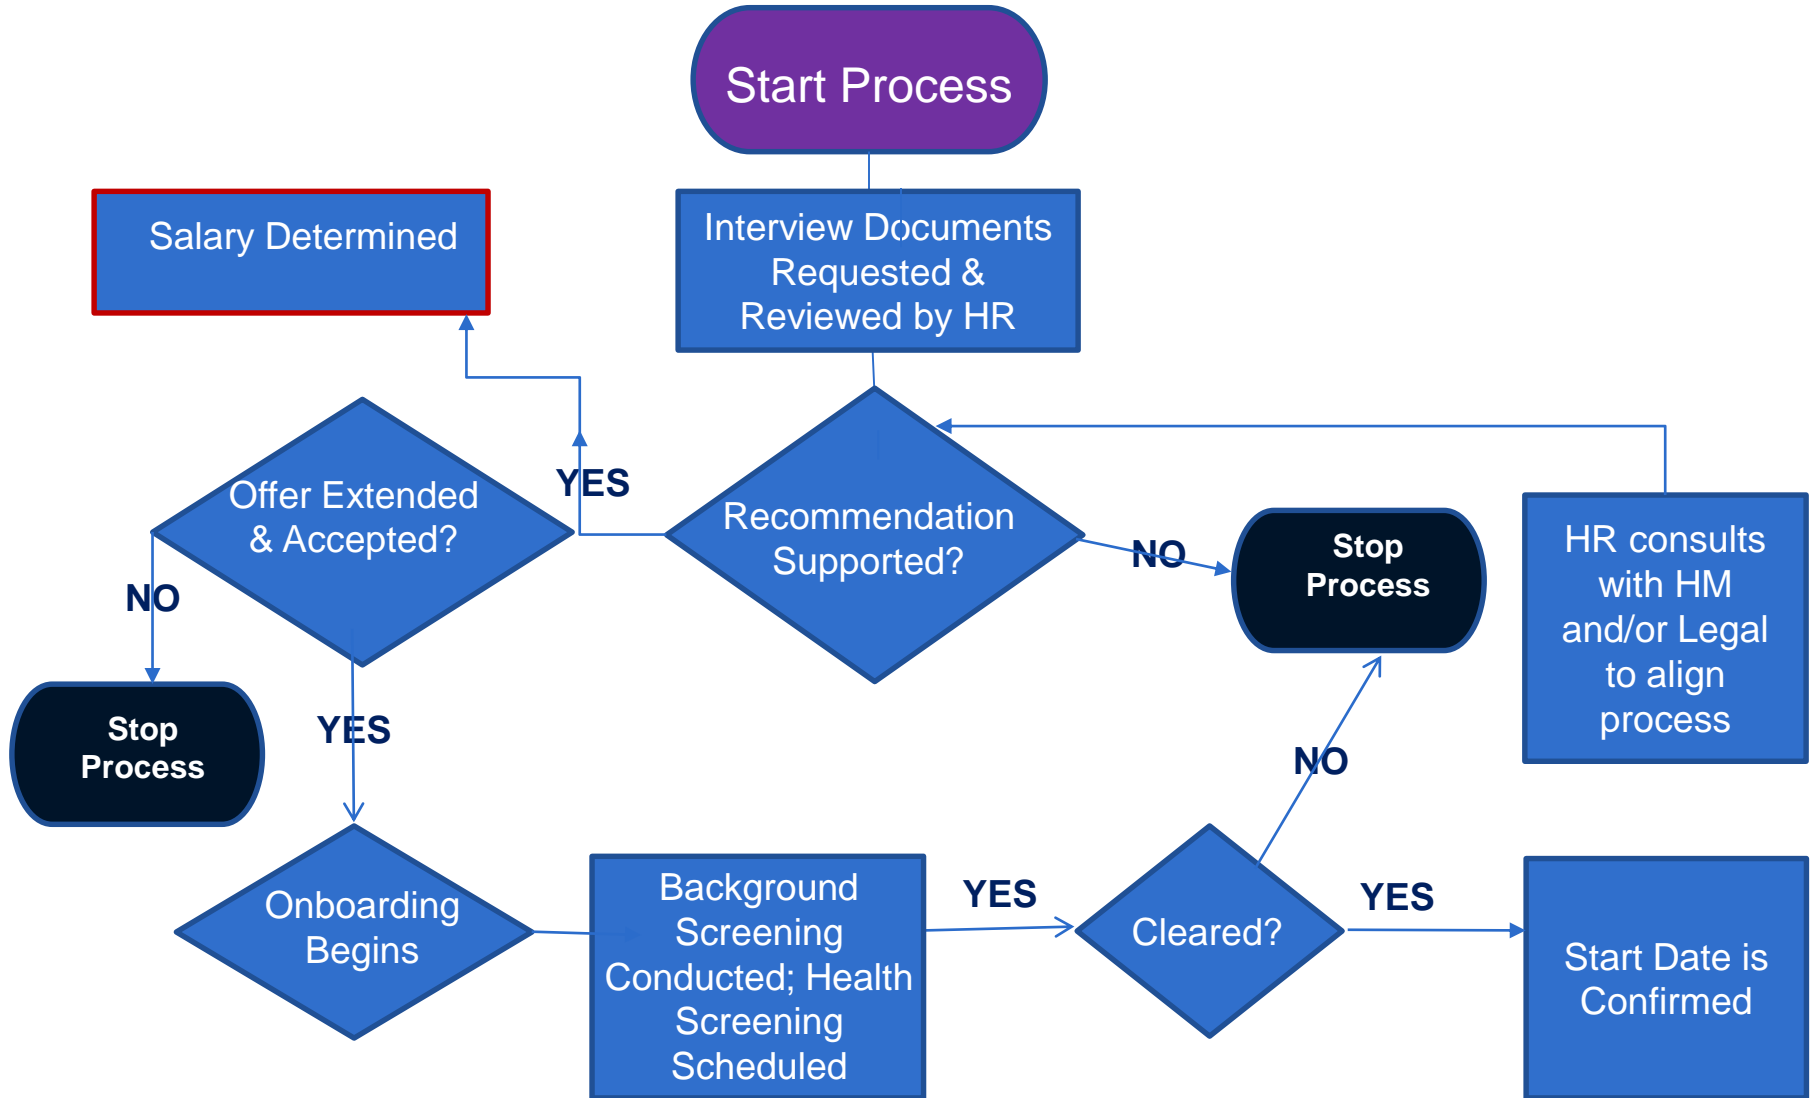 Start Process
Salary Determined
Interview Documents
Requested &
Reviewed by HR
Offer Extended
& Accepted?
YES
Recommendation
Supported?
NO
Stop
Process
HR consults
with HM
and/or Legal
to align
process
NO
Stop
Process
YES
NO
Onboarding
Begins
Background
Screening
Conducted; Health
Screening
Scheduled
YES
Cleared?
YES
Start Date is
Confirmed